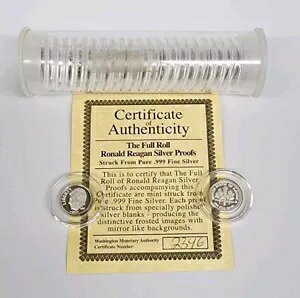 Certificate
of
Authenticity
The Full Roll
Ronald Reagan Silver Proofs
Struck From Pure .999 Fine Silver
This is to certify that The Full
Roll of Ronald Reagan Silver
Proofs accompanying this
Certificate are mint struck from
Pure .999 Fine Silver. Each proof
struck from specially polished
silver blanks - producing the
distinctive frosted images with
mirror like backgrounds.
Washington Monetary Authority
Certificate Number: 2346